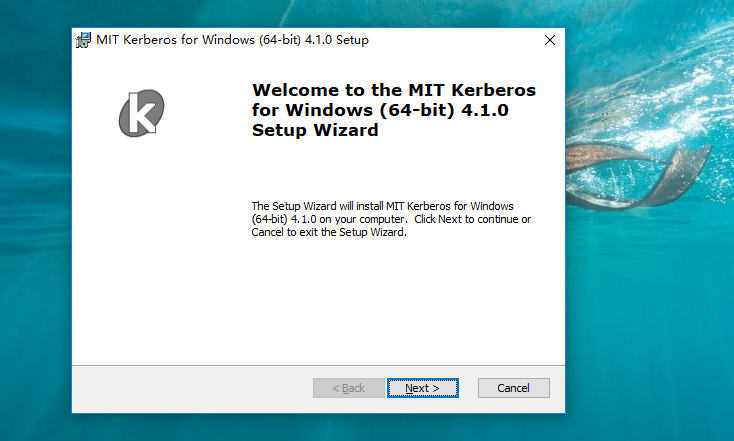 MIT Kerberos for Windows (64-bit) 4.1.0 Setup
k
Welcome to the MIT Kerberos
for Windows (64-bit) 4.1.0
Setup Wizard
The Setup Wizard will install MIT Kerberos for Windows
(64-bit) 4.1.0 on your computer. Click Next to continue or
Cancel to exit the Setup Wizard.
< Back
Next >
Cancel